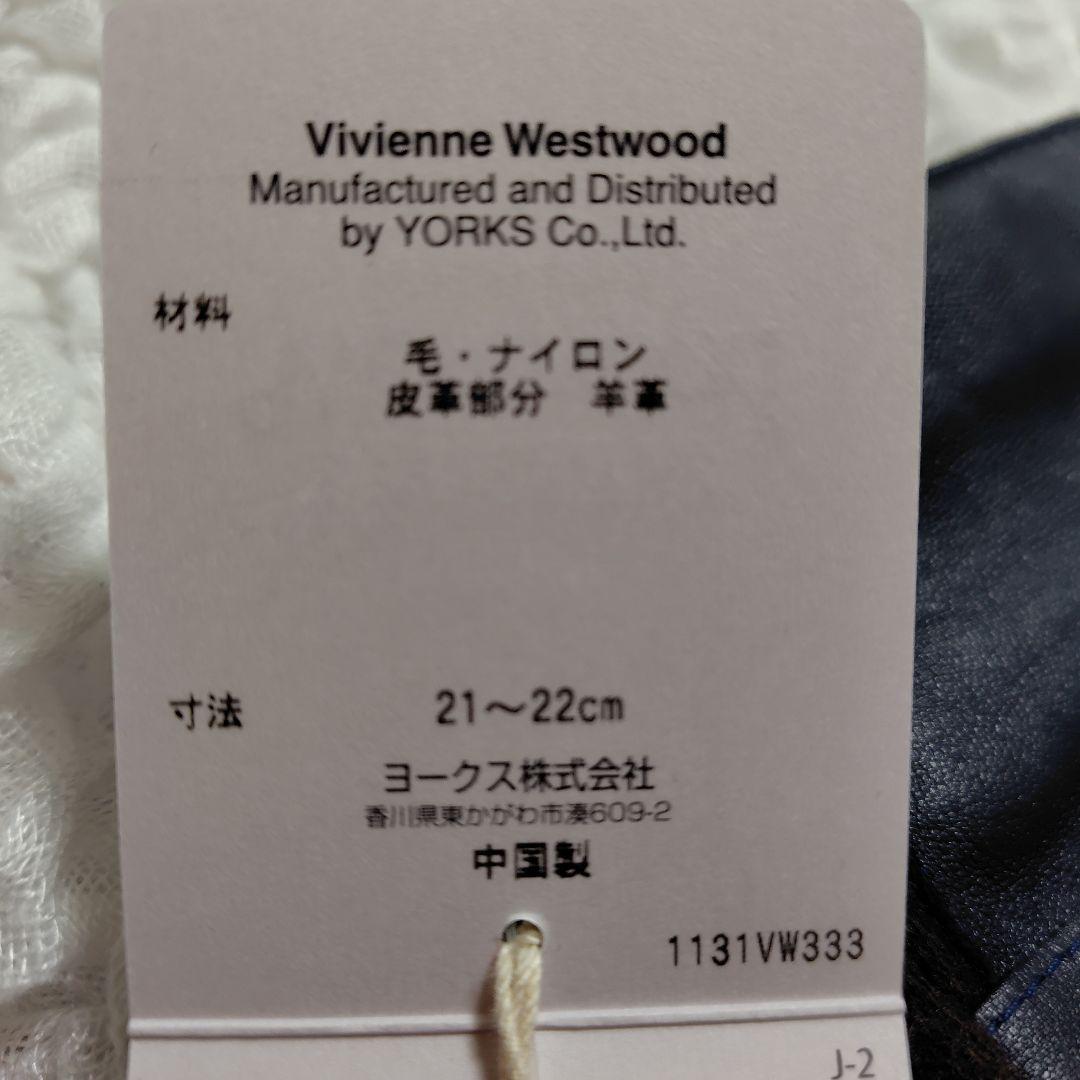 Vivienne Westwood
Manufactured and Distributed
by YORKS Co.,Ltd.
材料
毛・ナイロン
皮革部分　羊革
寸法　21～22cm
ヨークス株式会社
香川県東かがわ市湊609-2
中国製
1131VW333
J-2